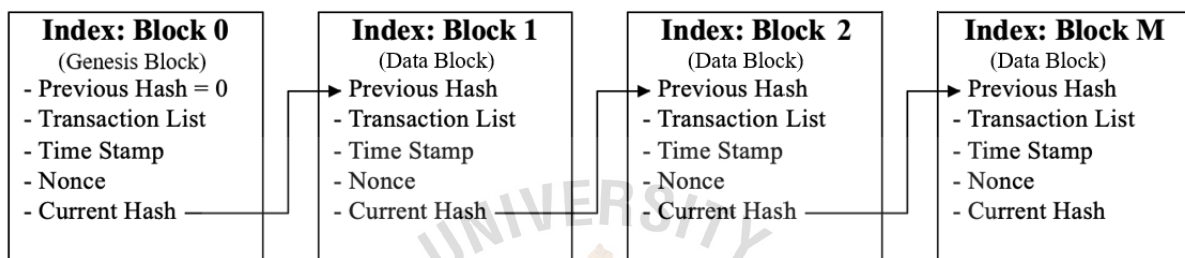 Index: Block 0
(Genesis Block)
- Previous Hash = 0
- Transaction List
- Time Stamp
- Nonce
- Current Hash
Index: Block 1
(Data Block)
Previous Hash
- Transaction List
- Time Stamp
- Nonce
- Current Hash
Index: Block 2
(Data Block)
Previous Hash
- Transaction List
- Time Stamp
- Nonce
- Current Hash
Index: Block M
(Data Block)
Previous Hash
- Transaction List
- Time Stamp
- Nonce
- Current Hash
UNIVERSITY